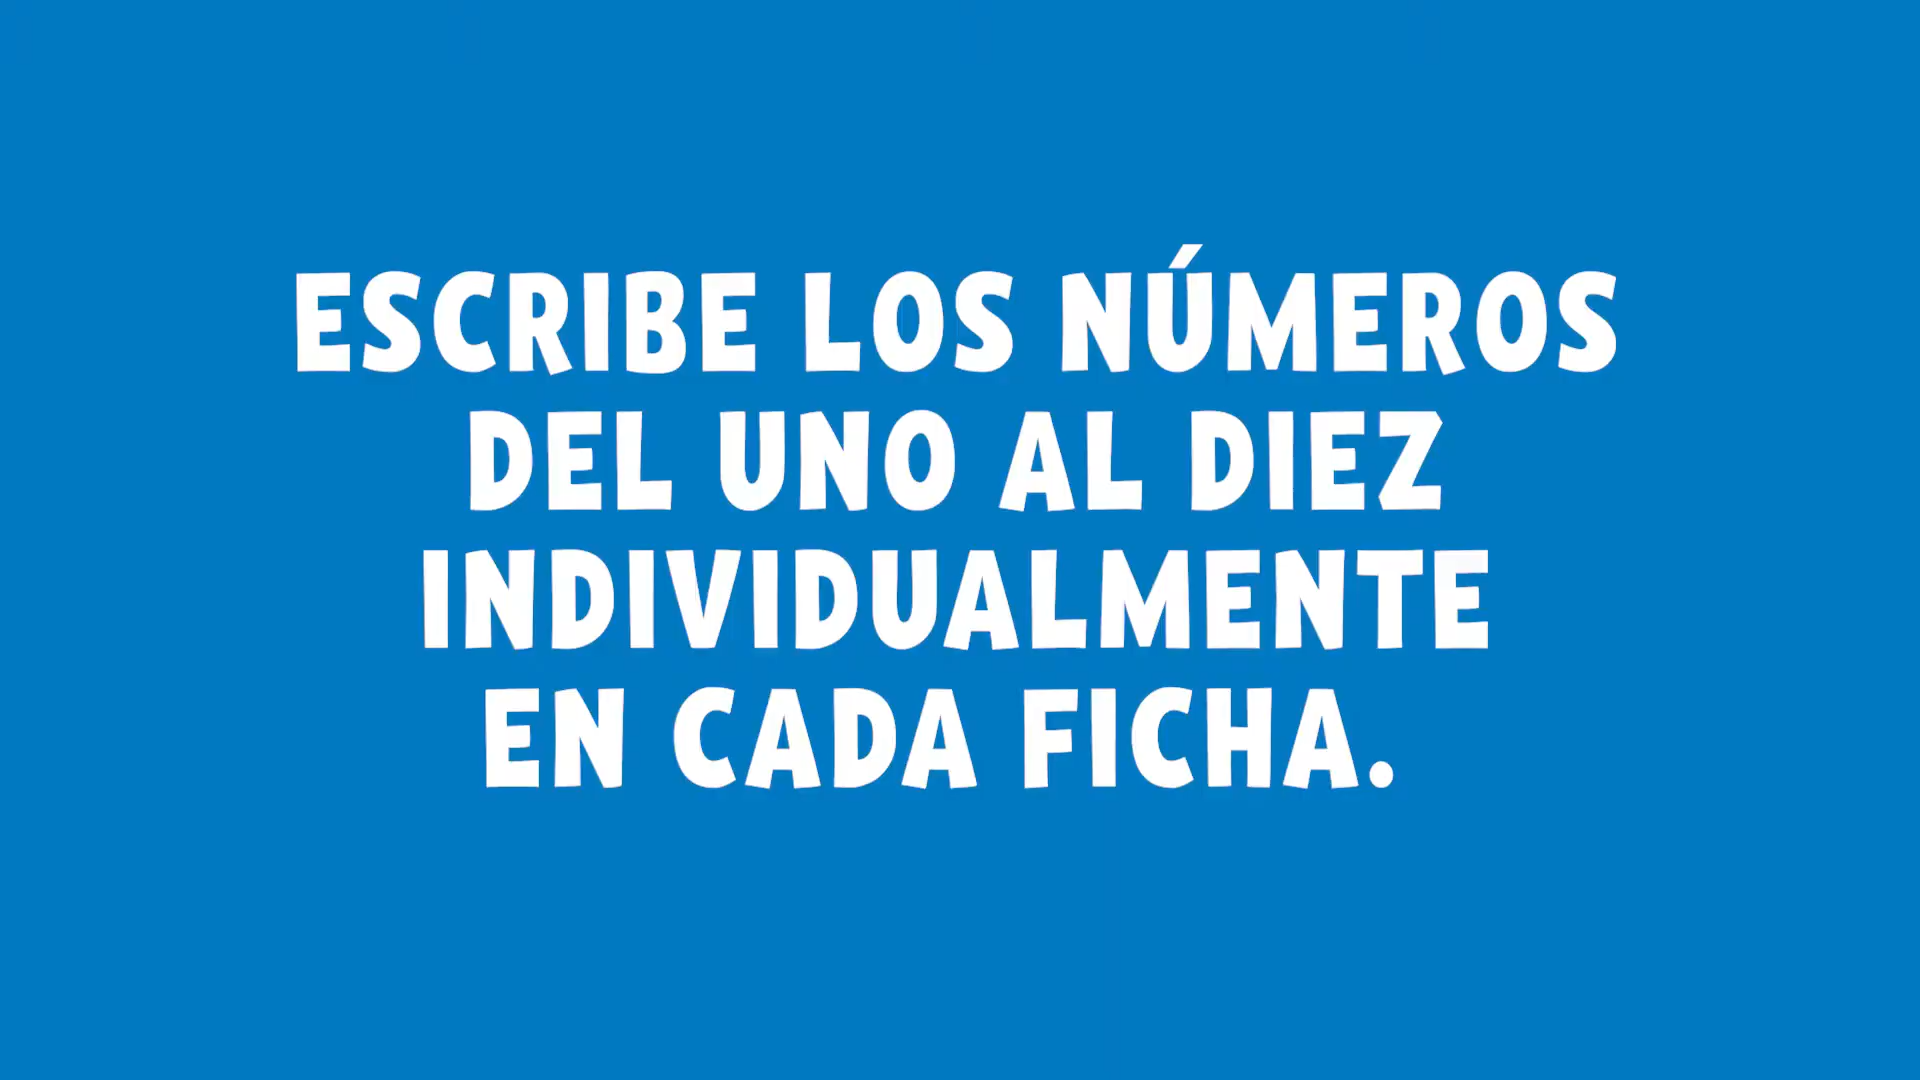 ESCRIBE LOS NÚMEROS
DEL UNO AL DIEZ
INDIVIDUALMENTE
EN CADA FICHA.